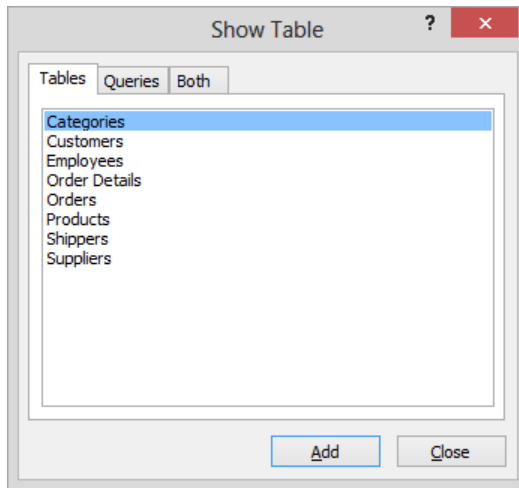 Show Table
?
×
Tables Queries Both
Categories
Customers
Employees
Order Details
Orders
Products
Shippers
Suppliers
Add Close